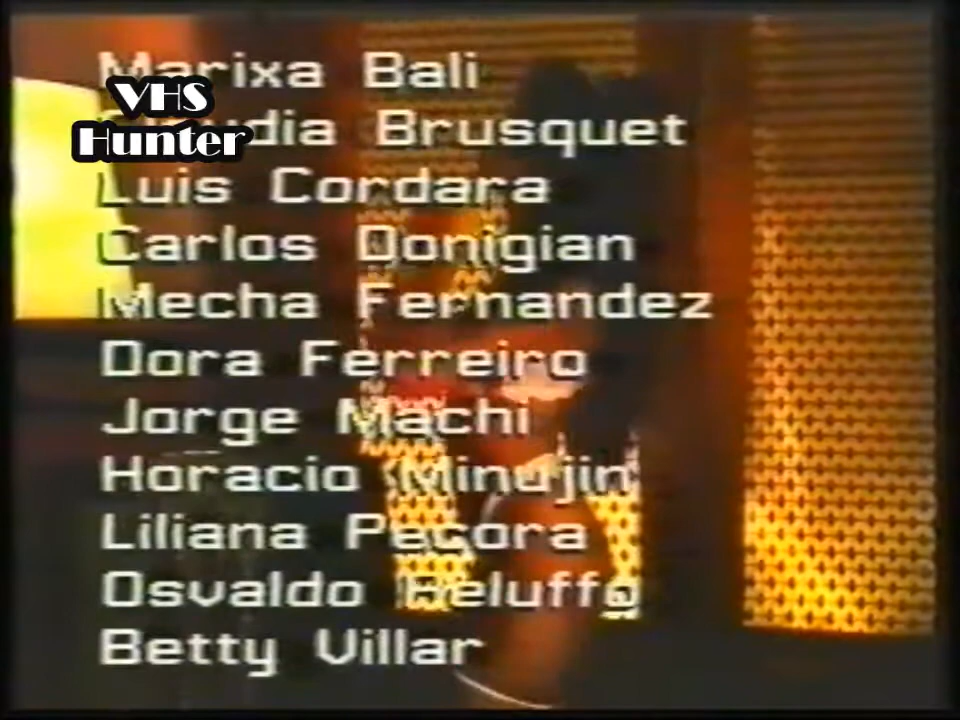 Marixa Bali
VHS
Hunter
Brusquet
Luis Cordara
Carlos Donigian
Mecha Fernandez
Dora Ferreiro
Jorge Machi
Horacio Minujin
Liliana Pecora
Osvaldo
Betty Villar